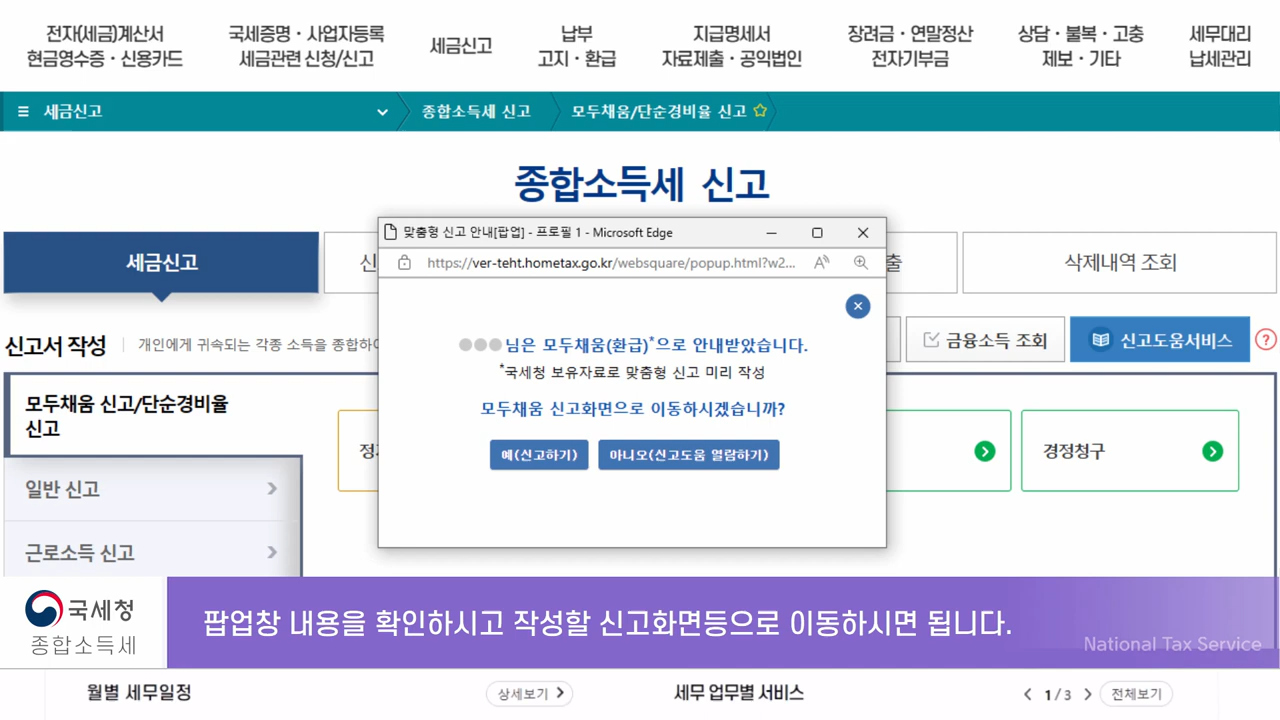 전자(세금)계산서
현금영수증·신용카드
국세증명·사업자등록
세금관련 신청/신고
세금신고
납부
고지·환급
지급명세서
자료제출·공익법인
장려금·연말정산
전자기부금
상담·불복·고충
제보·기타
세무대리
납세관리
세금신고
종합소득세 신고
모두채움/단순경비율 신고
종합소득세 신고
맞춤형 신고 안내[팝업] - 프로필 1 - Microsoft Edge
https://ver-teht.hometax.go.kr/websquare/popup.html?w2...
세금신고
신
출
삭제내역 조회
님은 모두채움(환급)*으로 안내받았습니다.
*국세청 보유자료로 맞춤형 신고 미리 작성
모두채움 신고화면으로 이동하시겠습니까?
예(신고하기)
아니오(신고도움 열람하기)
신고서 작성
개인에게 귀속되는 각종 소득을 종합하여
금융소득 조회
신고도움서비스
?
모두채움 신고/단순경비율
신고
일반 신고
근로소득 신고
경정청구
국세청
종합소득세
팝업창 내용을 확인하시고 작성할 신고화면등으로 이동하시면 됩니다.
National Tax Service
월별 세무일정
상세보기
세무 업무별 서비스
1 / 3
전체보기